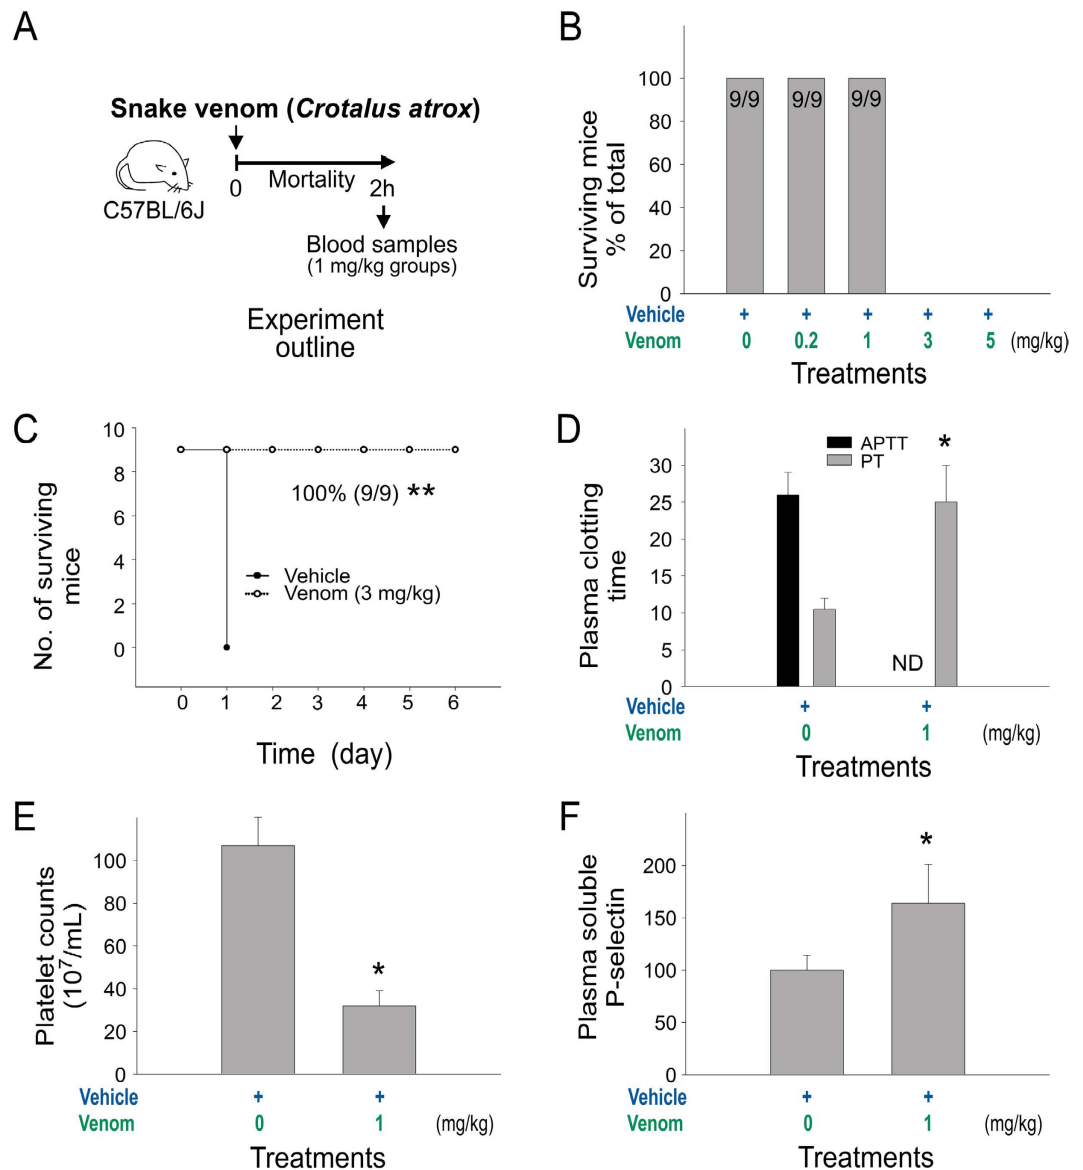 A
Snake venom (Crotalus atrox)
0
Mortality
2h
C57BL/6J
Blood samples
(1 mg/kg groups)
Experiment
outline
B
Surviving mice
% of total
100
80
60
40
20
0
9/9
9/9
9/9
Vehicle + + + + +
Venom 0 0.2 1 3 5 (mg/kg)
Treatments
C
No. of surviving
mice
10
8
6
4
2
0
100% (9/9) **
Vehicle
Venom (3 mg/kg)
0 1 2 3 4 5 6
Time (day)
D
Plasma clotting
time
30
25
20
15
10
5
0
APTT
PT
*
ND
Vehicle + +
Venom 0 1 (mg/kg)
Treatments
E
Platelet counts
(10⁷/mL)
100
80
60
40
20
0
*
Vehicle + +
Venom 0 1 (mg/kg)
Treatments
F
Plasma soluble
P-selectin
200
150
100
50
0
*
Vehicle + +
Venom 0 1 (mg/kg)
Treatments